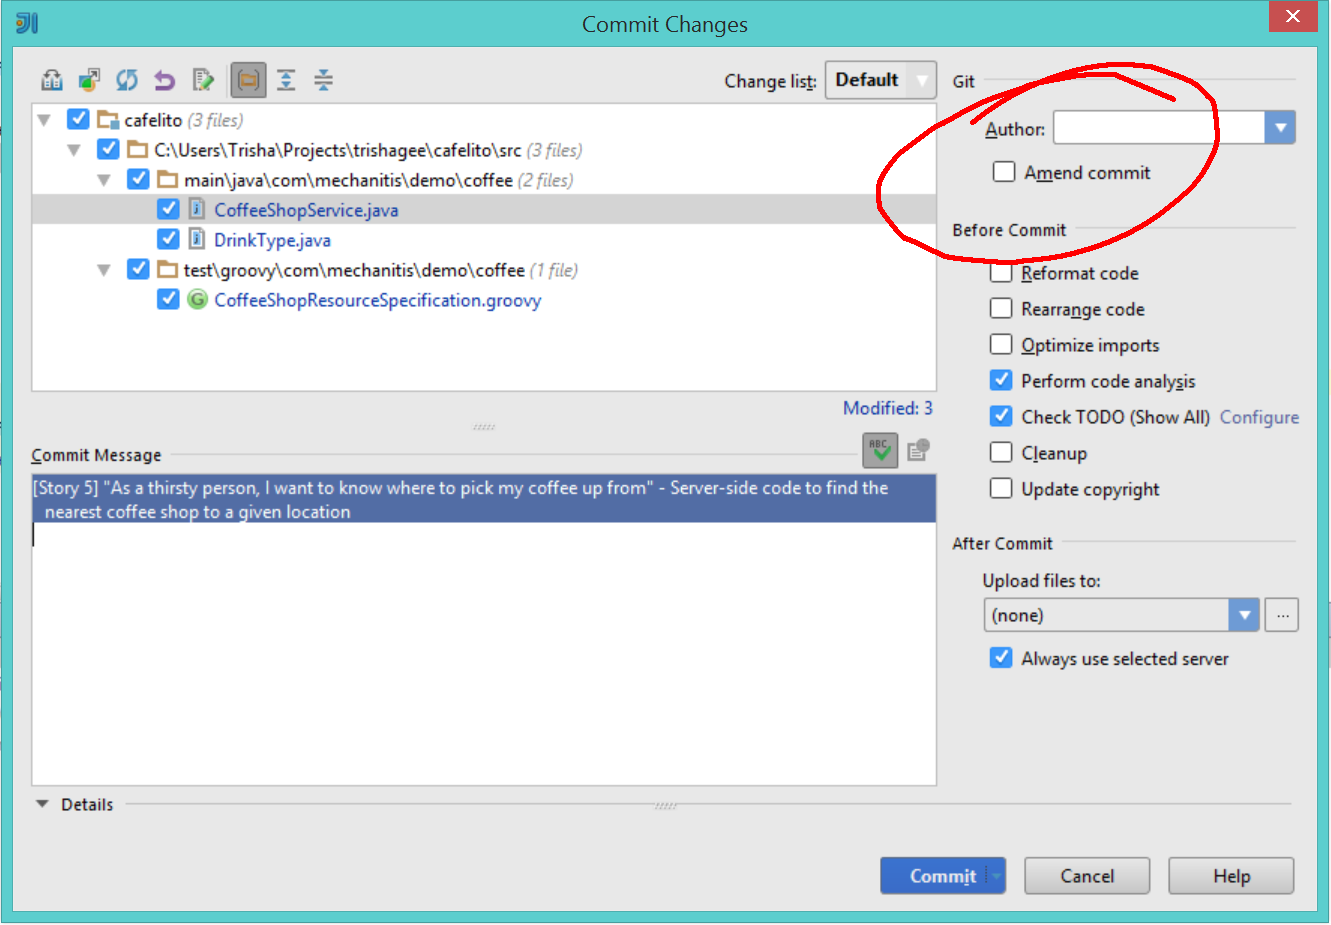 Commit Changes
Change list: Default
cafelito (3 files)
C:\Users\Trisha\Projects\trishagee\cafelito\src (3 files)
main\java\com\mechanitis\demo\coffee (2 files)
CoffeeShopService.java
DrinkType.java
test\groovy\com\mechanitis\demo\coffee (1 file)
CoffeeShopResourceSpecification.groovy
Modified: 3
Commit Message
ABC
[Story 5] "As a thirsty person, I want to know where to pick my coffee up from" - Server-side code to find the
nearest coffee shop to a given location
Details
Git
Author:
Amend commit
Before Commit
Reformat code
Rearrange code
Optimize imports
Perform code analysis
Check TODO (Show All) Configure
Cleanup
Update copyright
After Commit
Upload files to:
(none)
...
Always use selected server
Commit
Cancel
Help